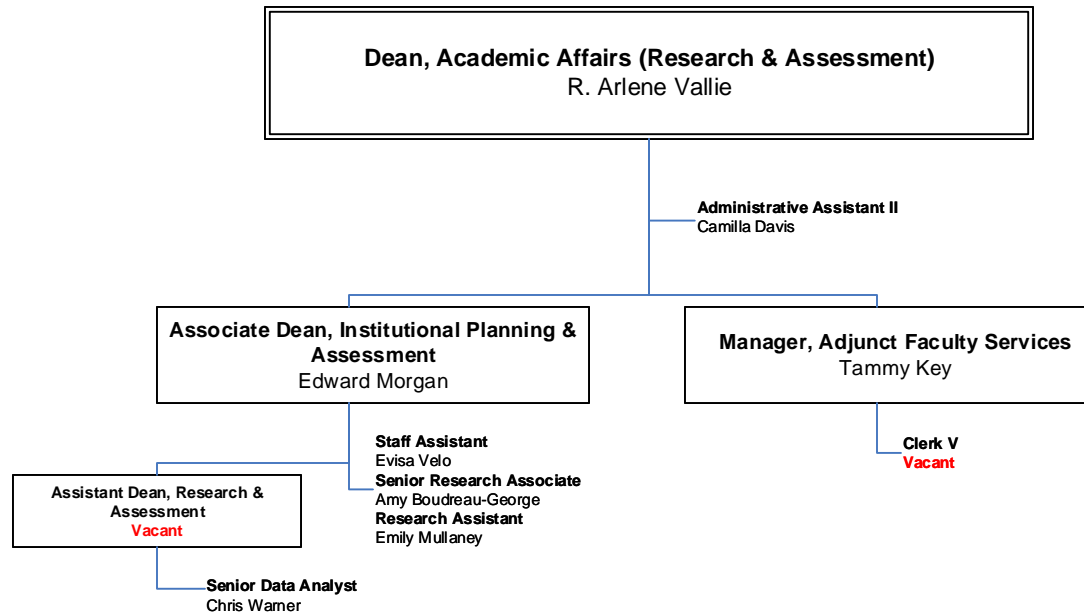 Dean, Academic Affairs (Research & Assessment)
R. Arlene Vallie
Administrative Assistant II
Camilla Davis
Associate Dean, Institutional Planning &
Assessment
Edward Morgan
Manager, Adjunct Faculty Services
Tammy Key
Staff Assistant
Evisa Velo
Senior Research Associate
Amy Boudreau-George
Research Assistant
Emily Mullaney
Clerk V
Vacant
Assistant Dean, Research &
Assessment
Vacant
Senior Data Analyst
Chris Warner